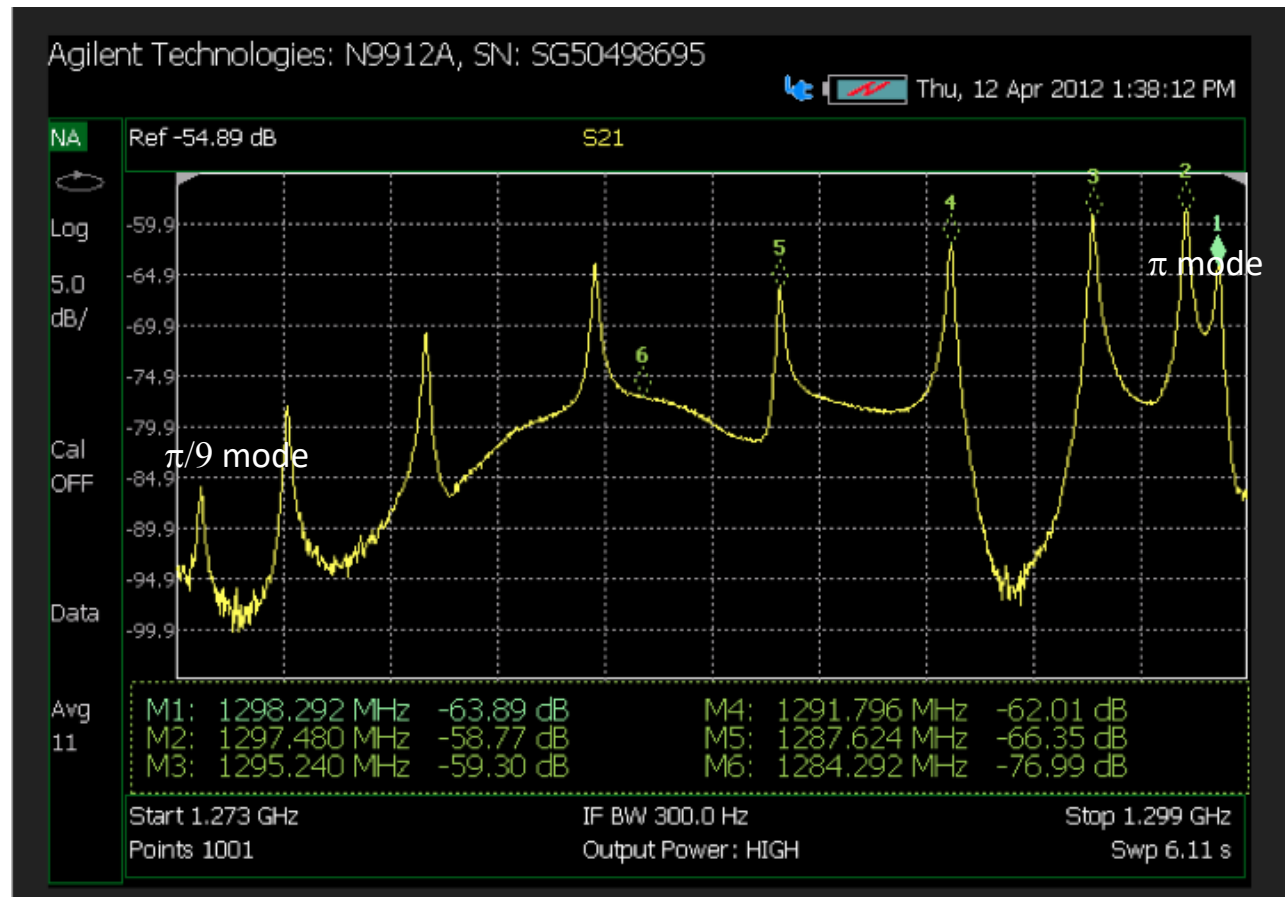 Agilent Technologies: N9912A, SN: SG50498695
Thu, 12 Apr 2012 1:38:12 PM
NA
Ref -54.89 dB
S21
Log
5.0
dB/
Cal
OFF
Data
Avg
11
-59.9
-64.9
-69.9
-74.9
-79.9
-84.9
-89.9
-94.9
-99.9
6
5
4
3
2
1
π mode
π/9 mode
M1: 1298.292 MHz -63.89 dB
M2: 1297.480 MHz -58.77 dB
M3: 1295.240 MHz -59.30 dB
M4: 1291.796 MHz -62.01 dB
M5: 1287.624 MHz -66.35 dB
M6: 1284.292 MHz -76.99 dB
Start 1.273 GHz
IF BW 300.0 Hz
Stop 1.299 GHz
Points 1001
Output Power: HIGH
Swp 6.11 s